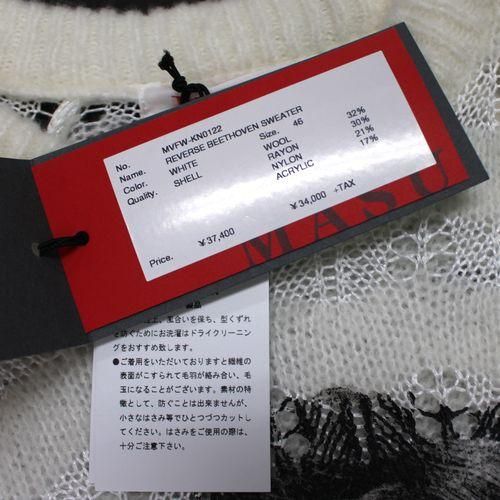 No. MVFW-KN0122
Name. REVERSE BEETHOVEN SWEATER
Color. WHITE Size. 46
Quality. SHELL WOOL 32%
RAYON 30%
NYLON 21%
ACRYLIC 17%
Price. ¥37,400 ¥34,000 +TAX
MASU
風合いを保ち、型くずれ
を防ぐためにお洗濯はドライクリーニン
グをおすすめ致します。
●ご着用をいただいておりますと繊維の
表面がこすられて毛羽が絡み合い、毛
玉になることがございます。素材の特
徴として、防ぐことは出来ませんが、
小さなはさみ等でひとつづつカットし
てください。はさみをご使用の際は、
十分ご注意下さい。